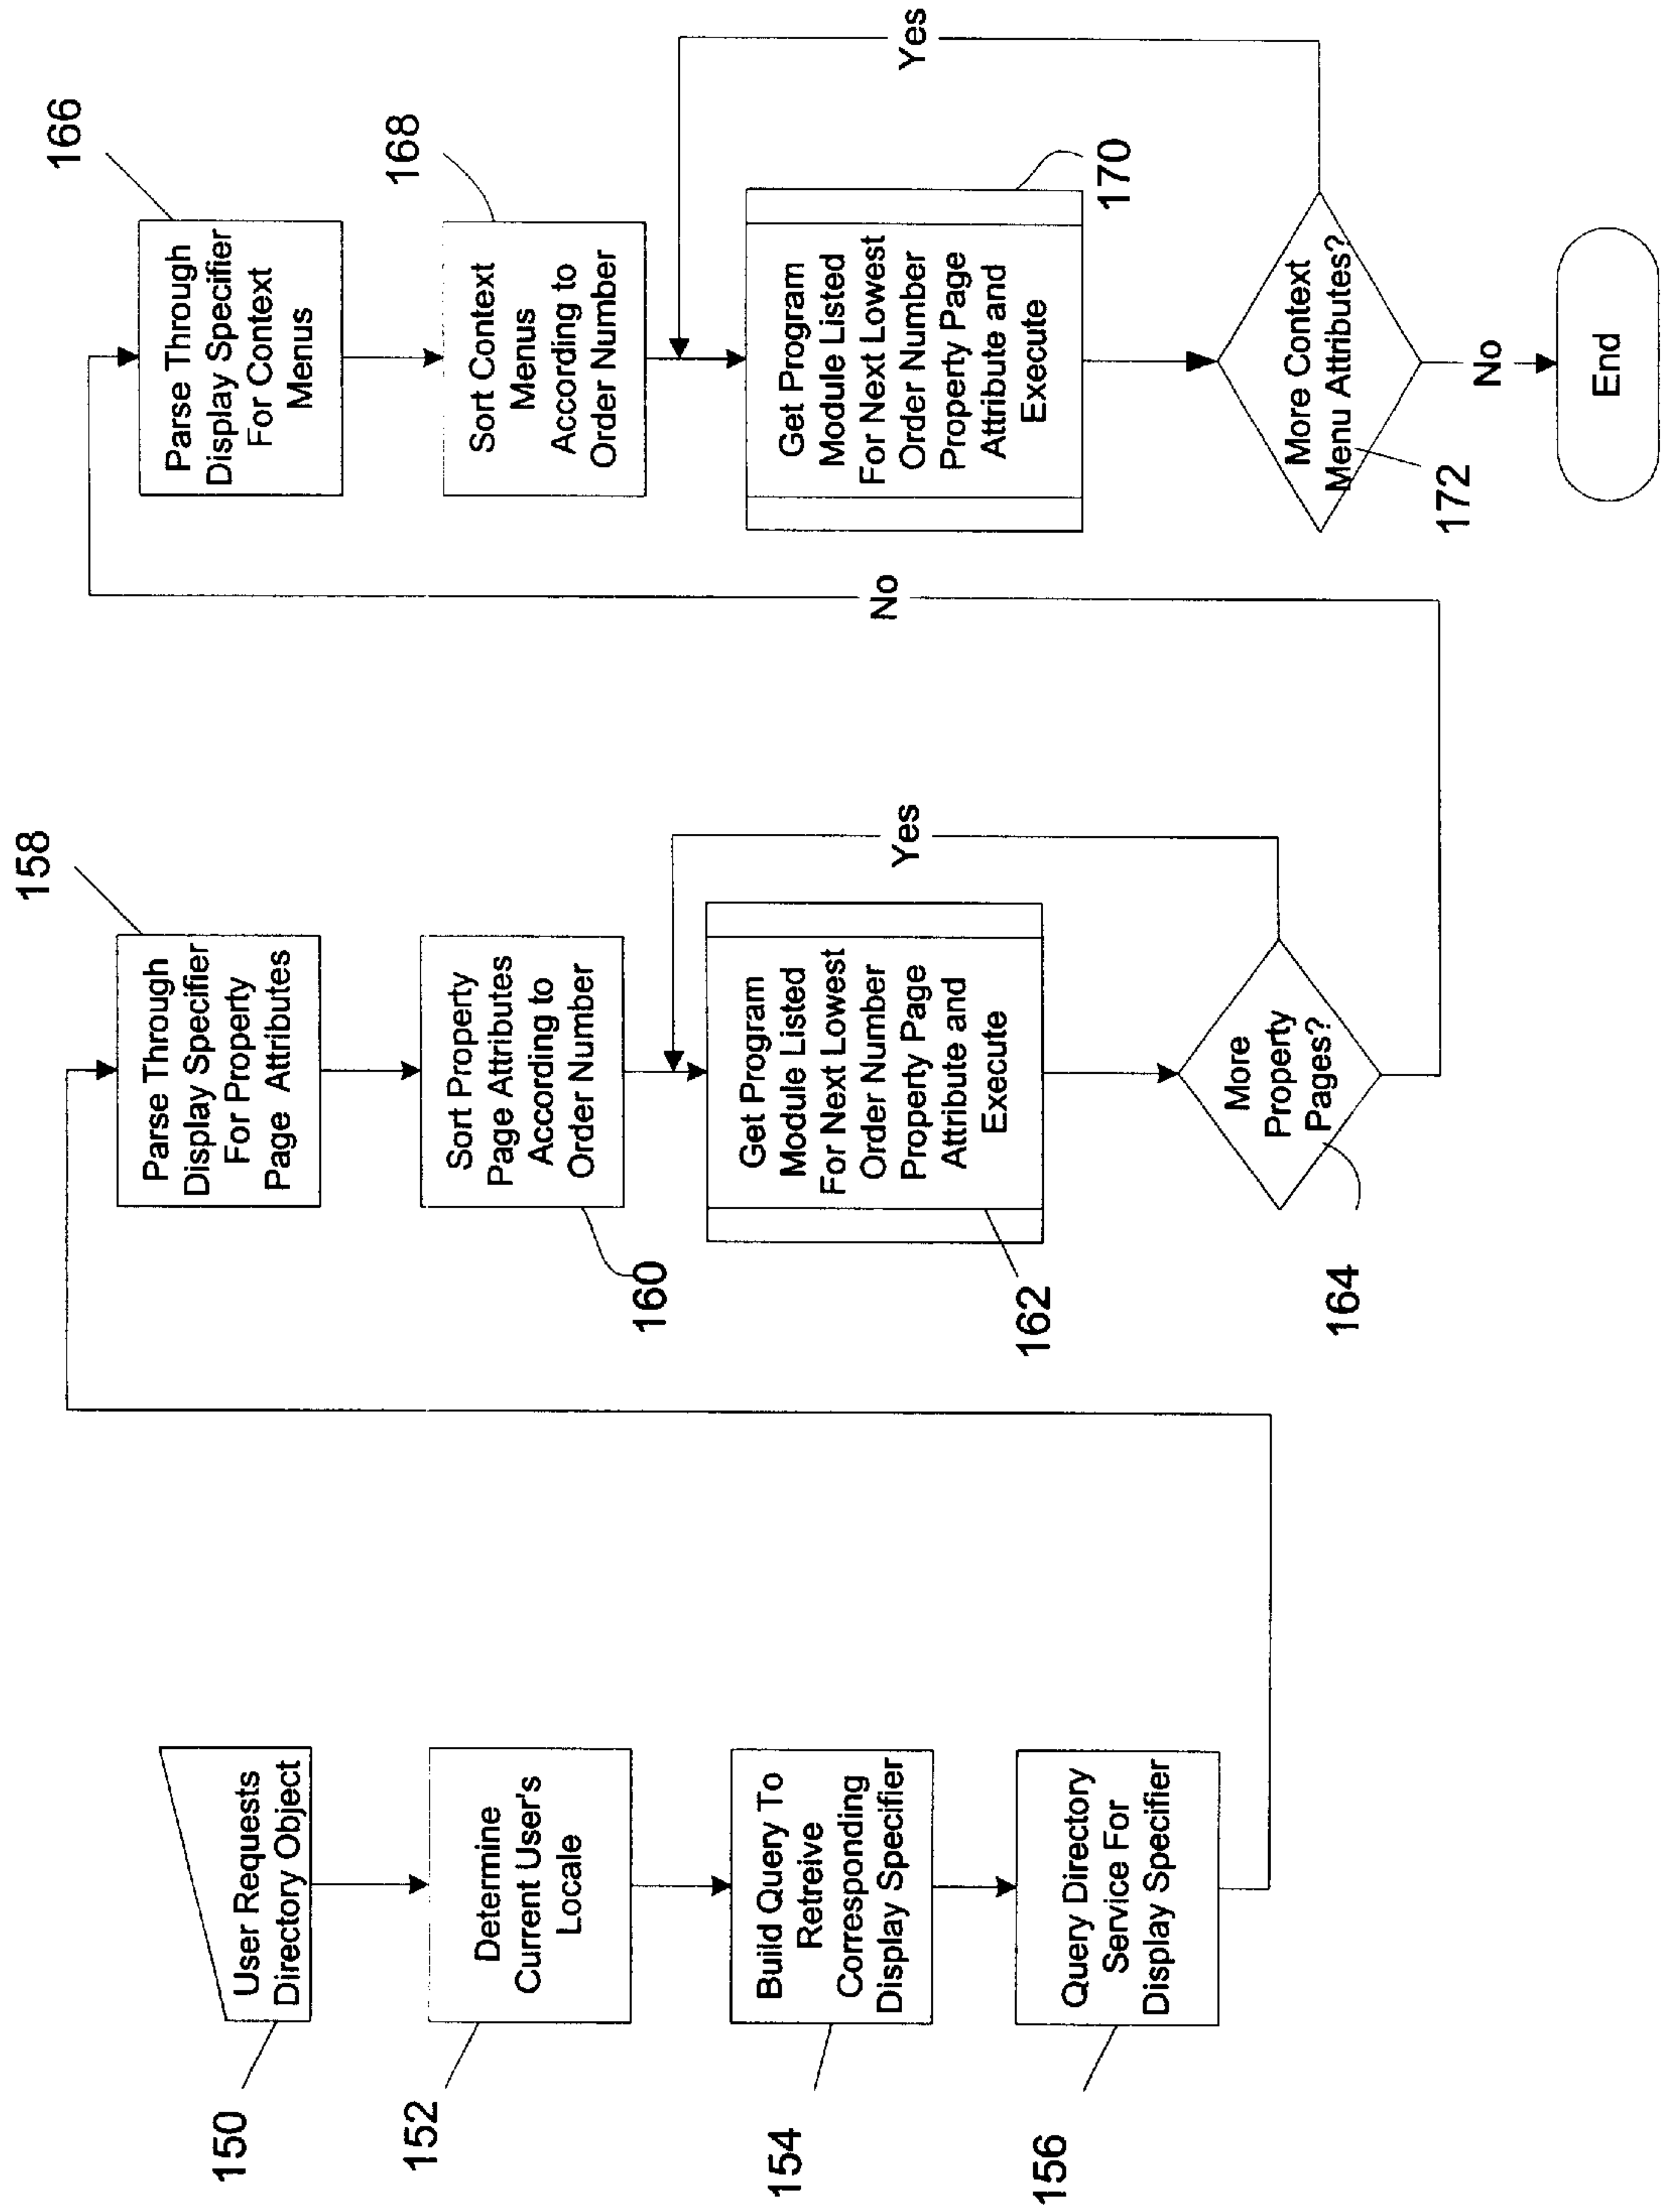 150
User Requests
Directory Object
152
Determine
Current User's
Locale
154
Build Query To
Retreive
Corresponding
Display Specifier
156
Query Directory
Service For
Display Specifier
158
Parse Through
Display Specifier
For Property
Page Attributes
160
Sort Property
Page Attributes
According to
Order Number
162
Get Program
Module Listed
For Next Lowest
Order Number
Property Page
Attribute and
Execute
Yes
164
More
Property
Pages?
No
166
Parse Through
Display Specifier
For Context
Menus
168
Sort Context
Menus
According to
Order Number
170
Get Program
Module Listed
For Next Lowest
Order Number
Property Page
Attribute and
Execute
Yes
172
More Context
Menu Attributes?
No
End